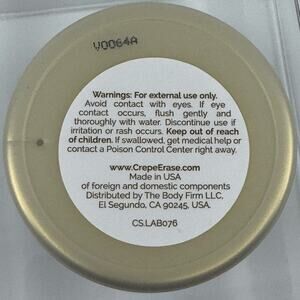 V0064A
Warnings: For external use only.
Avoid contact with eyes. If eye
contact occurs, flush gently and
thoroughly with water. Discontinue use if
irritation or rash occurs. Keep out of reach
of children. If swallowed, get medical help or
contact a Poison Control Center right away.
www.CrepeErase.com
Made in USA
of foreign and domestic components
Distributed by The Body Firm LLC,
El Segundo, CA 90245, USA.
CS.LAB076